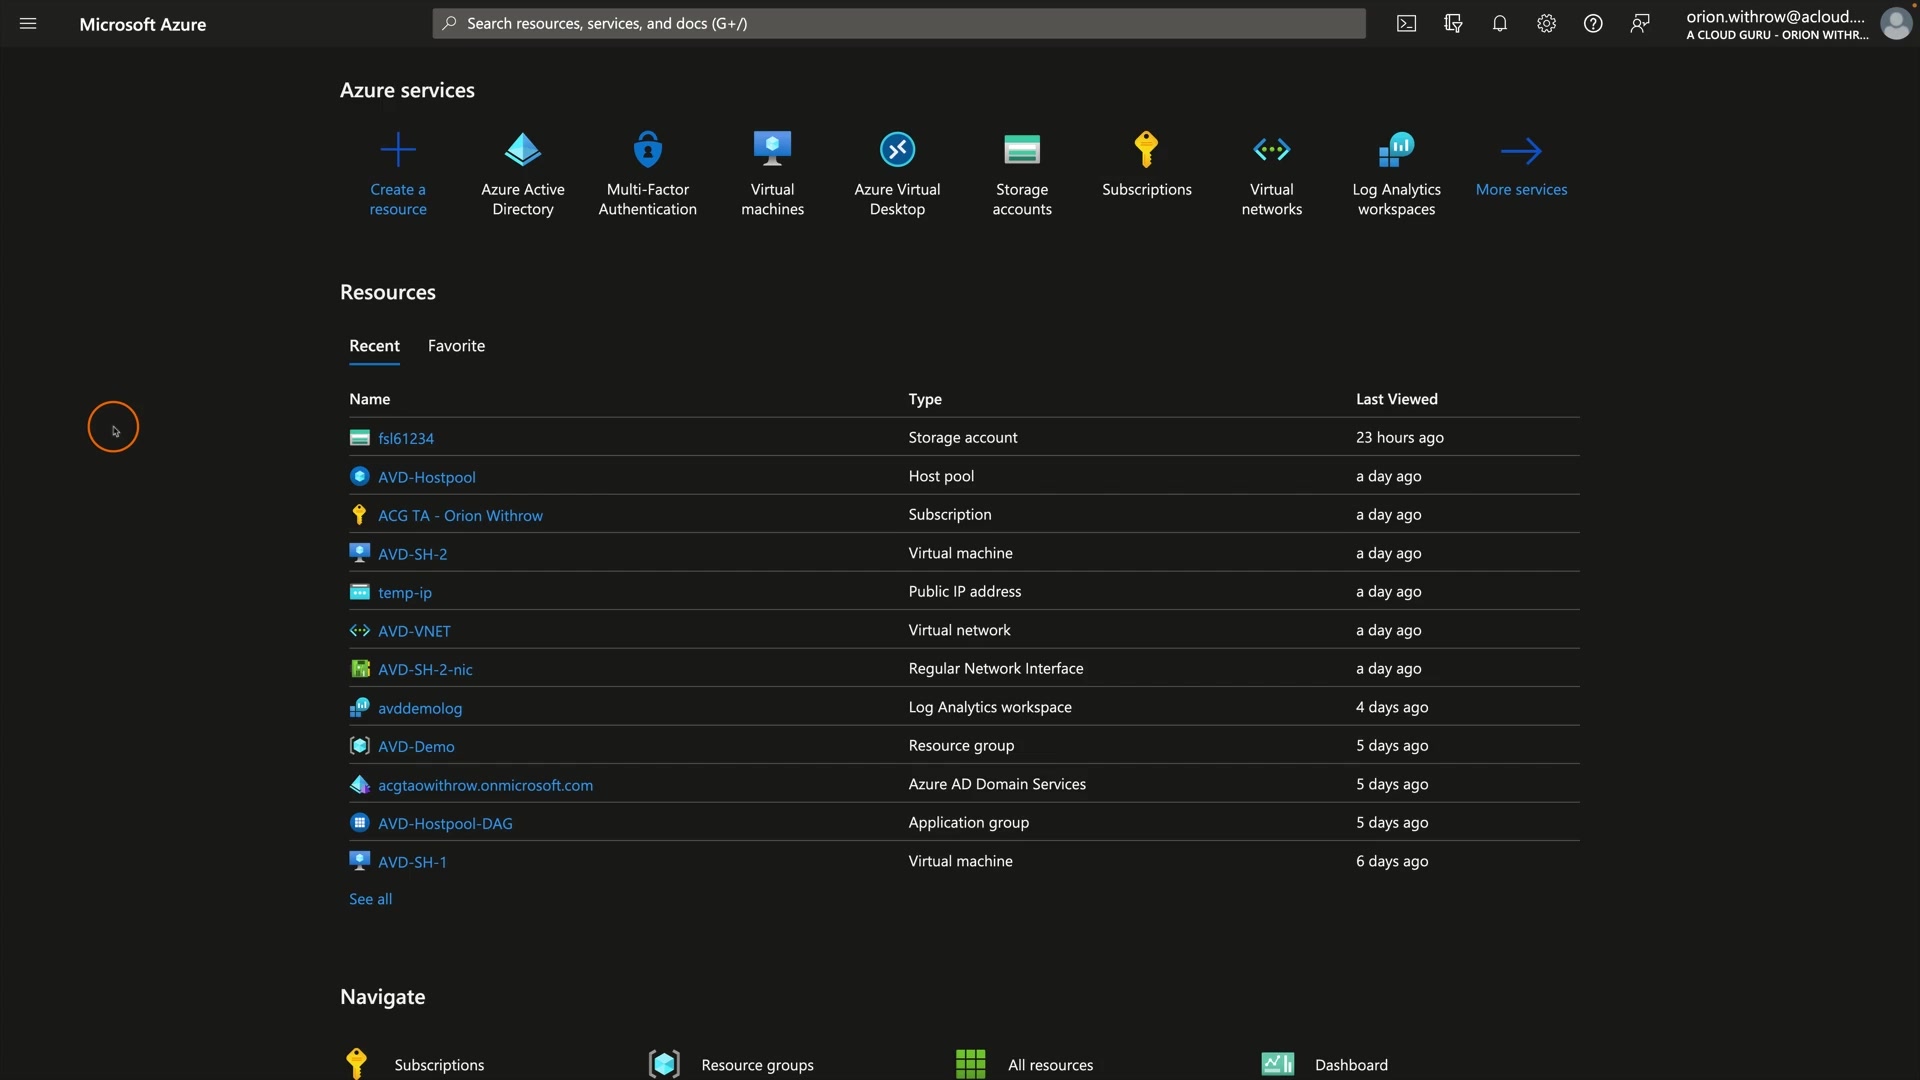 Microsoft Azure
Search resources, services, and docs (G+/)
orion.withrow@acloud....
A CLOUD GURU - ORION WITHR...
Azure services
Create a
resource
Azure Active
Directory
Multi-Factor
Authentication
Virtual
machines
Azure Virtual
Desktop
Storage
accounts
Subscriptions
Virtual
networks
Log Analytics
workspaces
More services
Resources
Recent Favorite
Name Type Last Viewed
fsl61234 Storage account 23 hours ago
AVD-Hostpool Host pool a day ago
ACG TA - Orion Withrow Subscription a day ago
AVD-SH-2 Virtual machine a day ago
temp-ip Public IP address a day ago
AVD-VNET Virtual network a day ago
AVD-SH-2-nic Regular Network Interface a day ago
avddemolog Log Analytics workspace 4 days ago
AVD-Demo Resource group 5 days ago
acgtaowithrow.onmicrosoft.com Azure AD Domain Services 5 days ago
AVD-Hostpool-DAG Application group 5 days ago
AVD-SH-1 Virtual machine 6 days ago
See all
Navigate
Subscriptions Resource groups All resources Dashboard